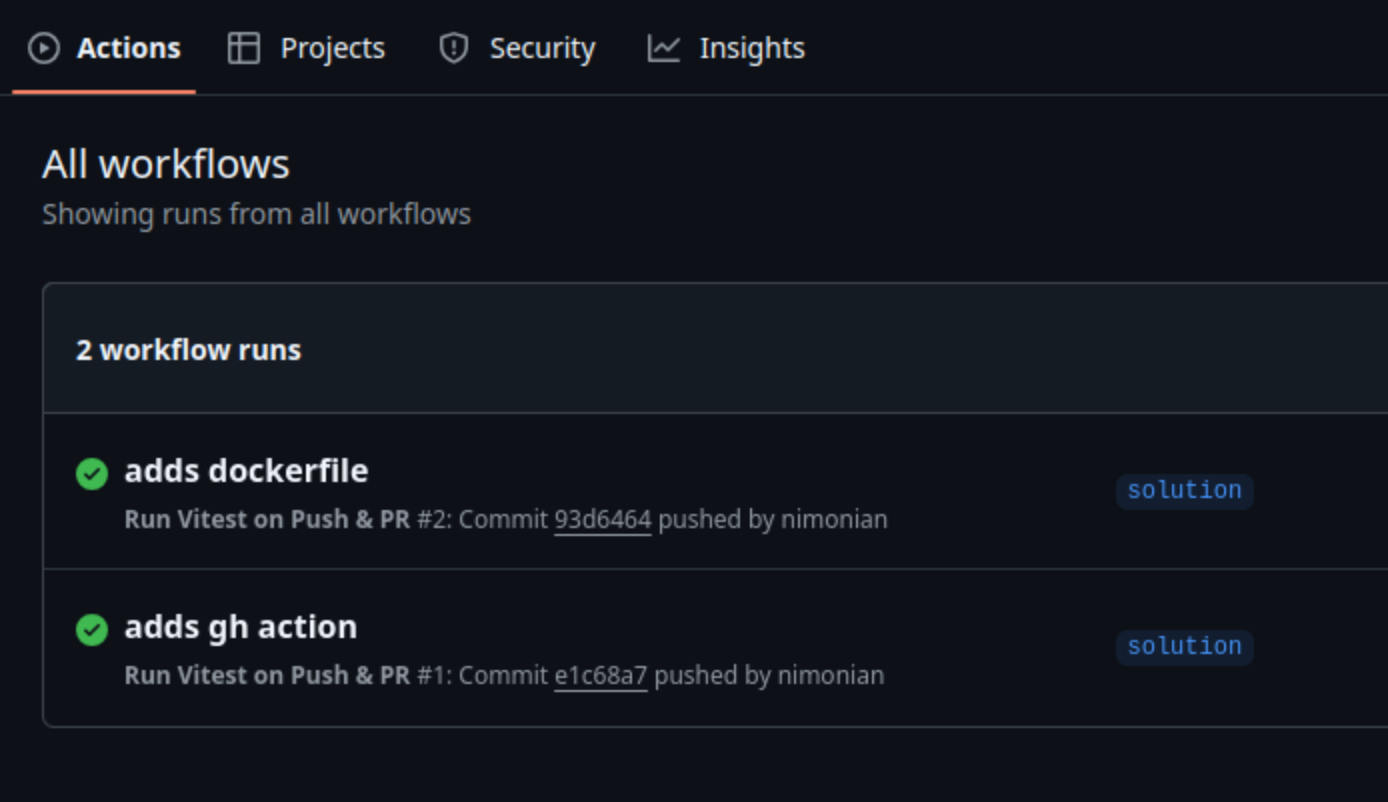 Actions Projects Security Insights
All workflows
Showing runs from all workflows
2 workflow runs
adds dockerfile
solution
Run Vitest on Push & PR #2: Commit 93d6464 pushed by nimonian
adds gh action
solution
Run Vitest on Push & PR #1: Commit e1c68a7 pushed by nimonian